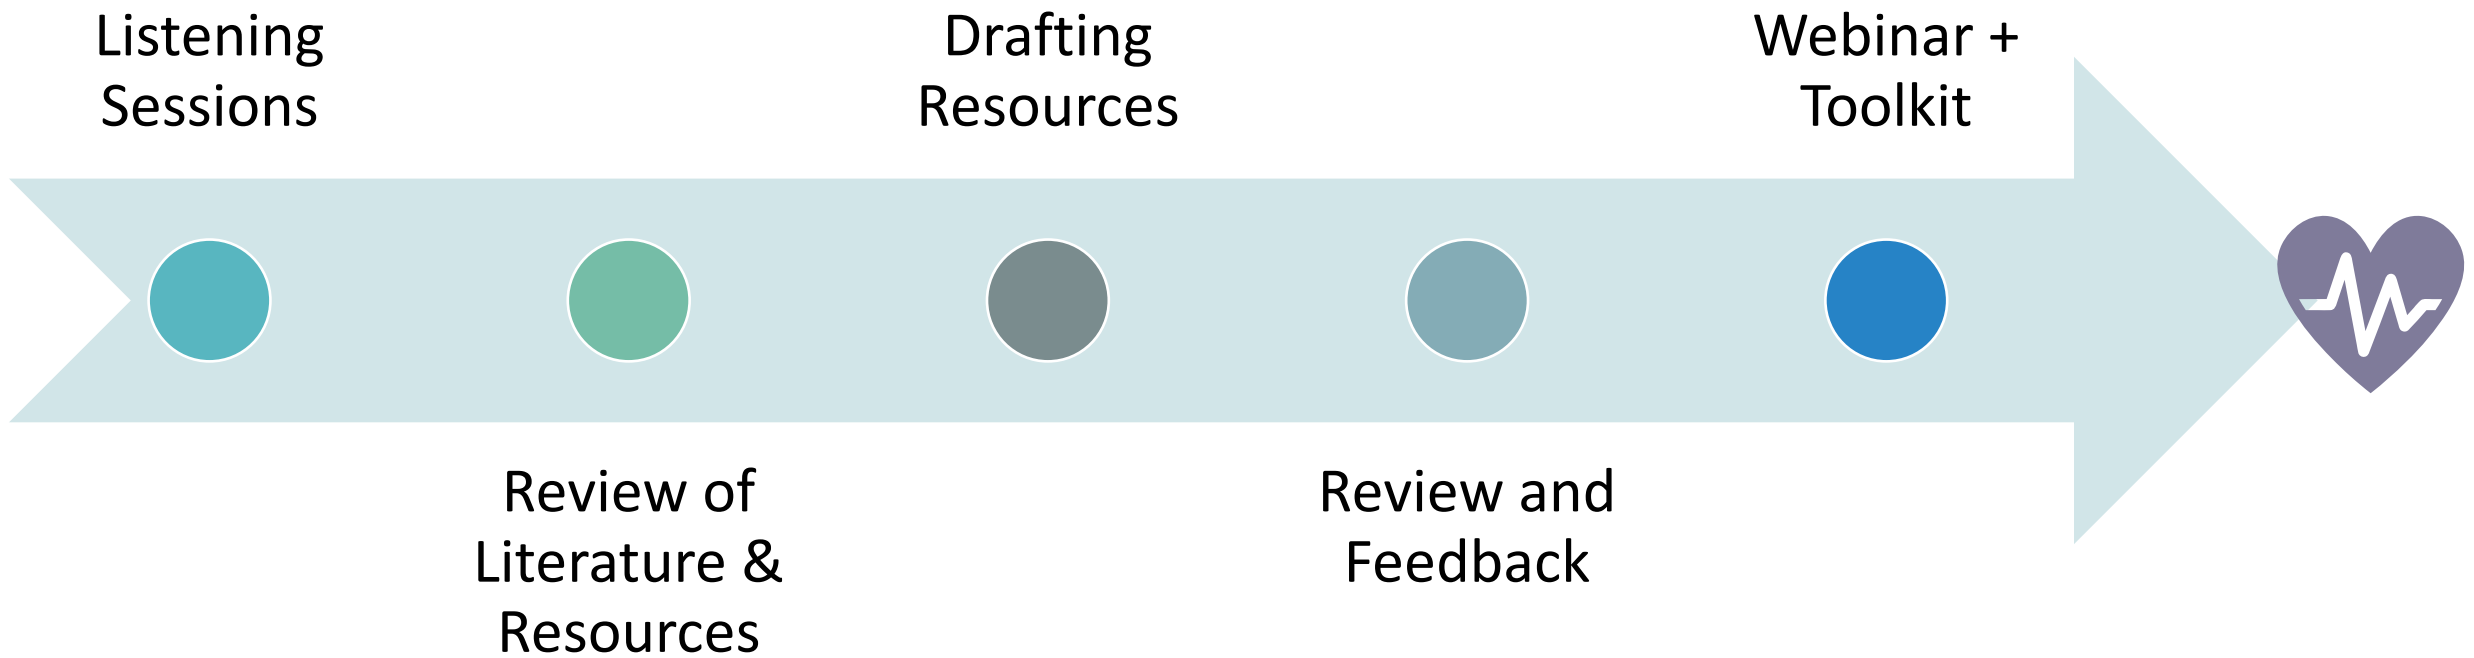 Listening
Sessions
Review of
Literature &
Resources
Drafting
Resources
Review and
Feedback
Webinar +
Toolkit